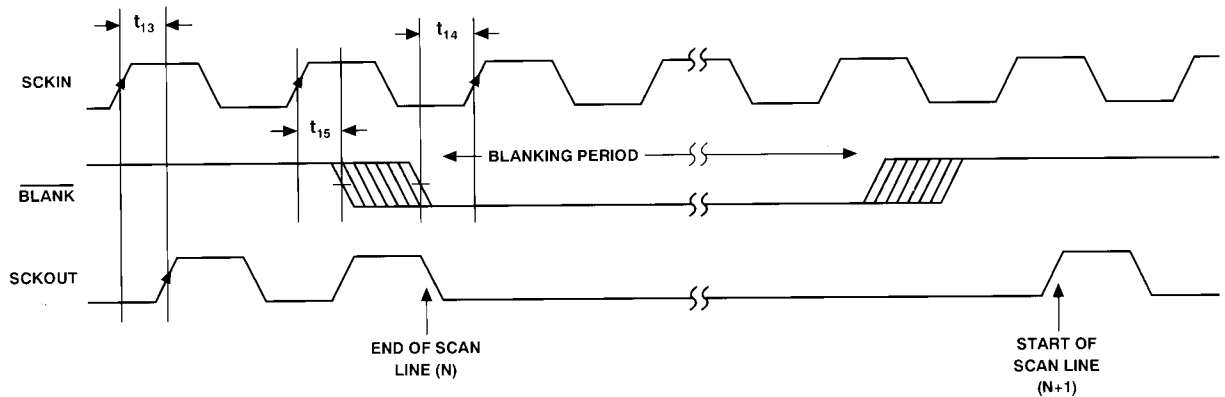 t13
t14
SCKIN
t15
BLANKING PERIOD
BLANK
SCKOUT
END OF SCAN
LINE (N)
START OF
SCAN LINE
(N+1)